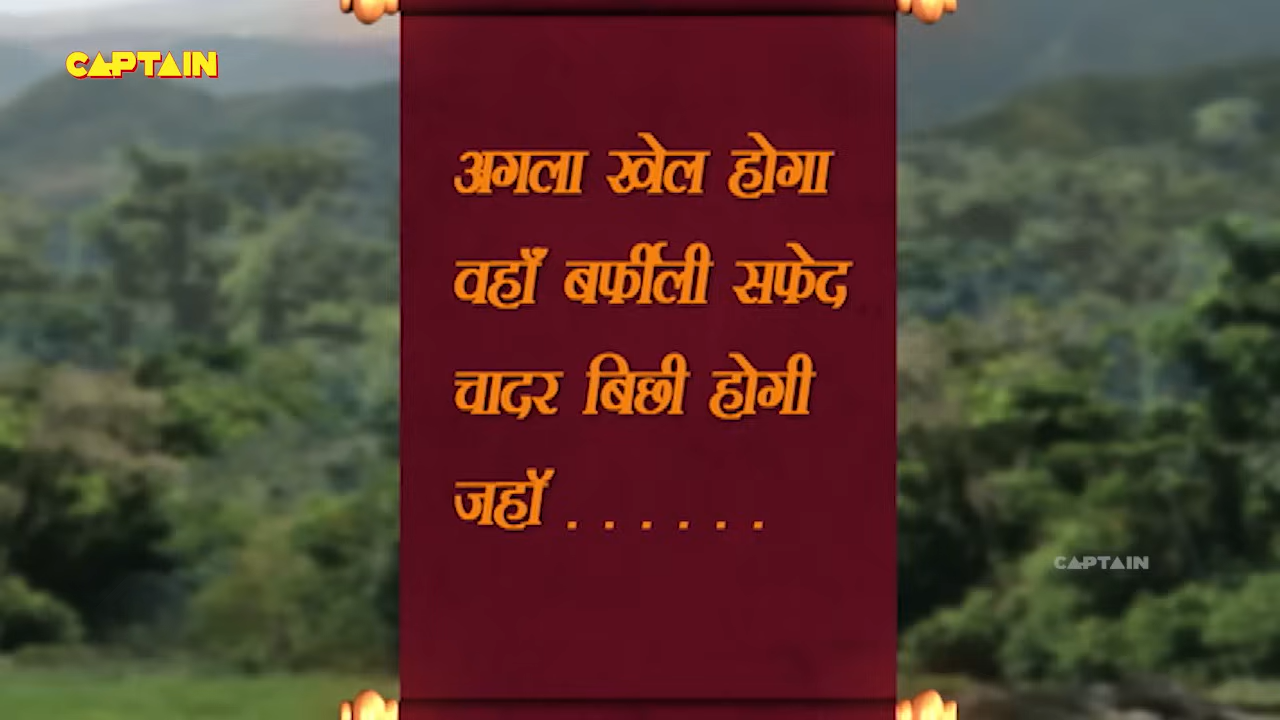 CAPTAIN
अगला खेल होगा
वहाँ बर्फीली सफेद
चादर बिछी होगी
जहाँ . . . . . .
CAPTAIN